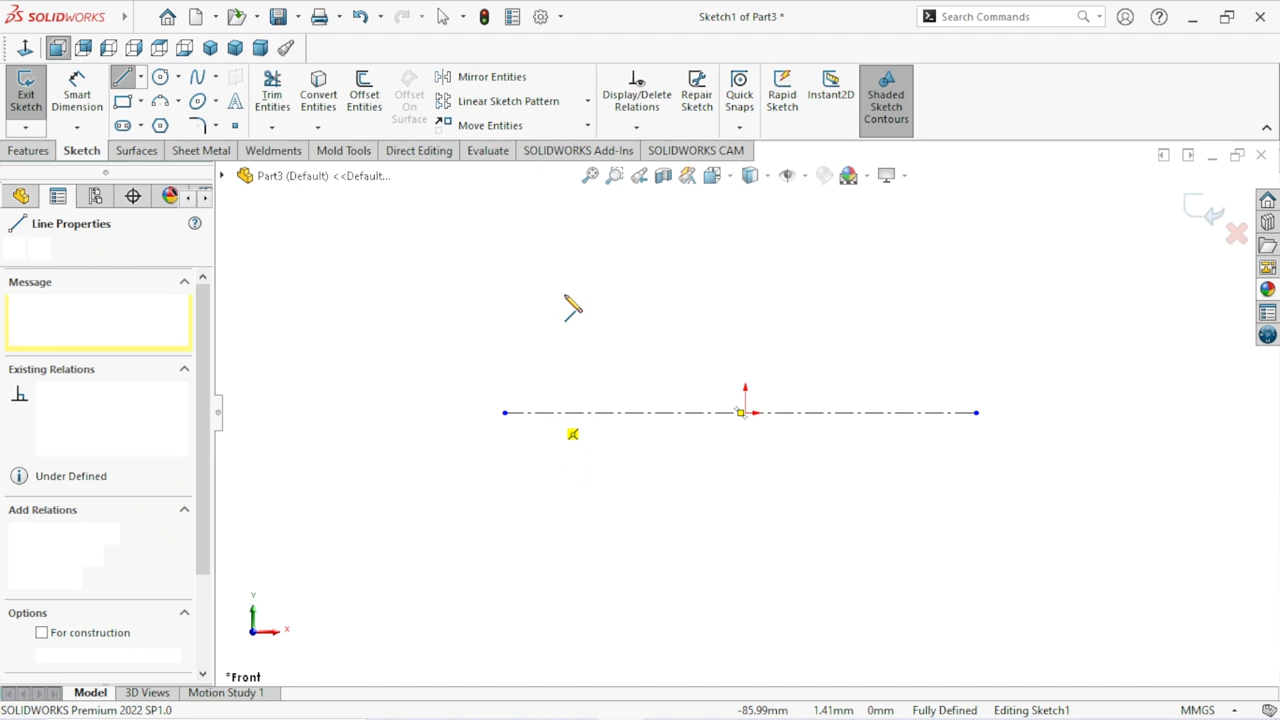 SOLIDWORKS
Sketch1 of Part3 *
Search Commands
Exit Sketch
Smart Dimension
Trim Entities
Convert Entities
Offset Entities
Offset On Surface
Mirror Entities
Linear Sketch Pattern
Move Entities
Display/Delete Relations
Repair Sketch
Quick Snaps
Rapid Sketch
Instant2D
Shaded Sketch Contours
Features
Sketch
Surfaces
Sheet Metal
Weldments
Mold Tools
Direct Editing
Evaluate
SOLIDWORKS Add-Ins
SOLIDWORKS CAM
Part3 (Default) <<Default...
Line Properties
Message
Existing Relations
Under Defined
Add Relations
Options
For construction
Y
X
*Front
Model
3D Views
Motion Study 1
SOLIDWORKS Premium 2022 SP1.0
-85.99mm
1.41mm
0mm
Fully Defined
Editing Sketch1
MMGS